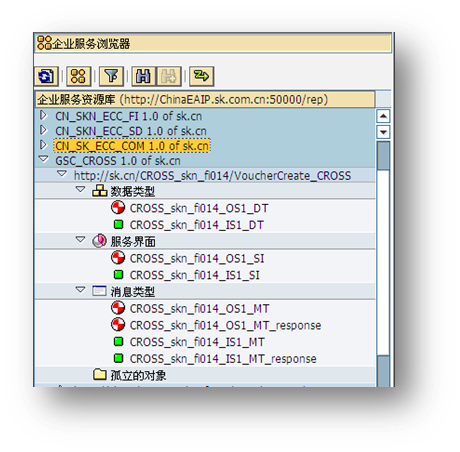 企业服务浏览器
企业服务资源库 (http://ChinaEAIP.sk.com.cn:50000/rep)
CN_SKN_ECC_FI 1.0 of sk.cn
CN_SKN_ECC_SD 1.0 of sk.cn
CN_SK_ECC_COM 1.0 of sk.cn
GSC_CROSS 1.0 of sk.cn
http://sk.cn/CROSS_skn_fi014/VoucherCreate_CROSS
数据类型
CROSS_skn_fi014_OS1_DT
CROSS_skn_fi014_IS1_DT
服务界面
CROSS_skn_fi014_OS1_SI
CROSS_skn_fi014_IS1_SI
消息类型
CROSS_skn_fi014_OS1_MT
CROSS_skn_fi014_OS1_MT_response
CROSS_skn_fi014_IS1_MT
CROSS_skn_fi014_IS1_MT_response
孤立的对象